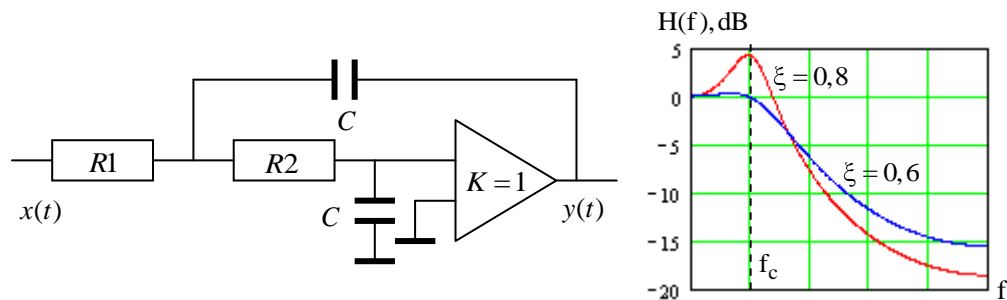 C
R1
R2
K = 1
x(t)
C
y(t)
H(f), dB
5
ξ = 0,8
0
-5
ξ = 0,6
-10
-15
f_c
-20
f